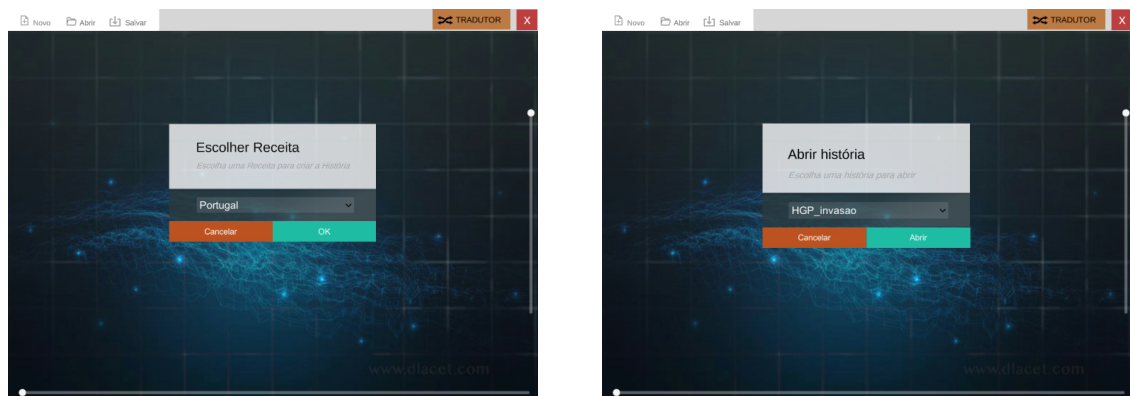 Novo Abrir Salvar TRADUTOR X
Escolher Receita
Escolha uma Receita para criar a História
Portugal
Cancelar OK
www.dlacet.com
Novo Abrir Salvar TRADUTOR X
Abrir história
Escolha uma história para abrir
HGP_invasao
Cancelar Abrir
www.dlacet.com